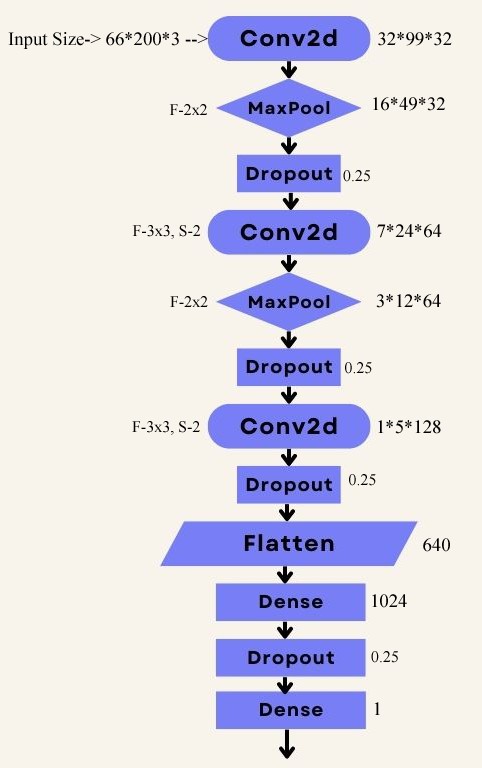 Input Size-> 66*200*3 --> Conv2d 32*99*32
F-2x2 MaxPool 16*49*32
Dropout 0.25
F-3x3, S-2 Conv2d 7*24*64
F-2x2 MaxPool 3*12*64
Dropout 0.25
F-3x3, S-2 Conv2d 1*5*128
Dropout 0.25
Flatten 640
Dense 1024
Dropout 0.25
Dense 1